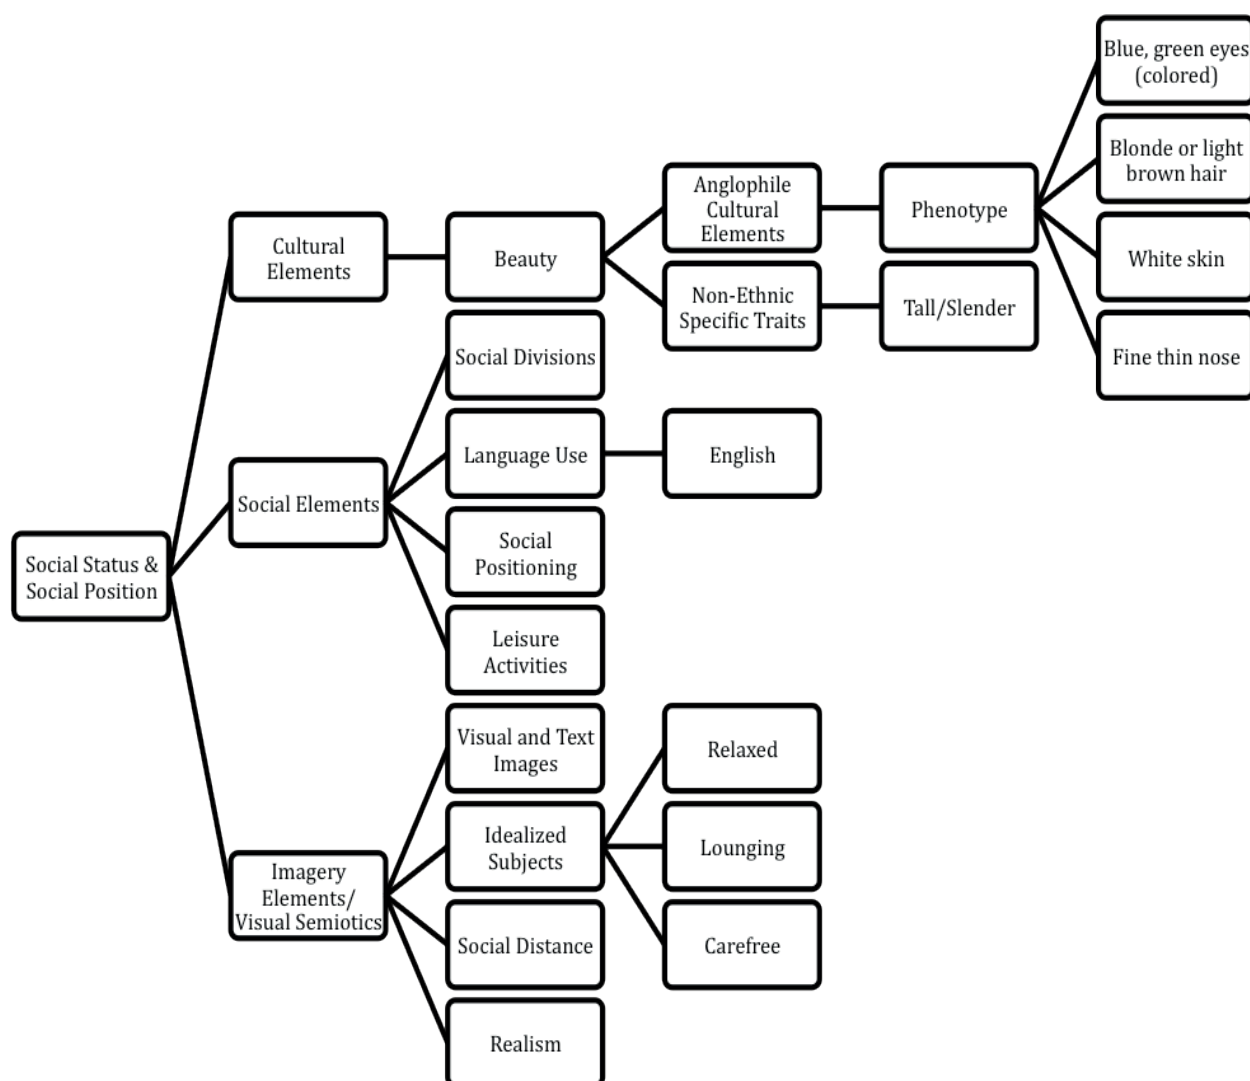 Social Status &
Social Position
Cultural
Elements
Beauty
Anglophile
Cultural
Elements
Phenotype
Blue, green eyes
(colored)
Blonde or light
brown hair
White skin
Fine thin nose
Non-Ethnic
Specific Traits
Tall/Slender
Social Elements
Social Divisions
Language Use
English
Social
Positioning
Leisure
Activities
Imagery
Elements/
Visual Semiotics
Visual and Text
Images
Idealized
Subjects
Relaxed
Lounging
Carefree
Social Distance
Realism